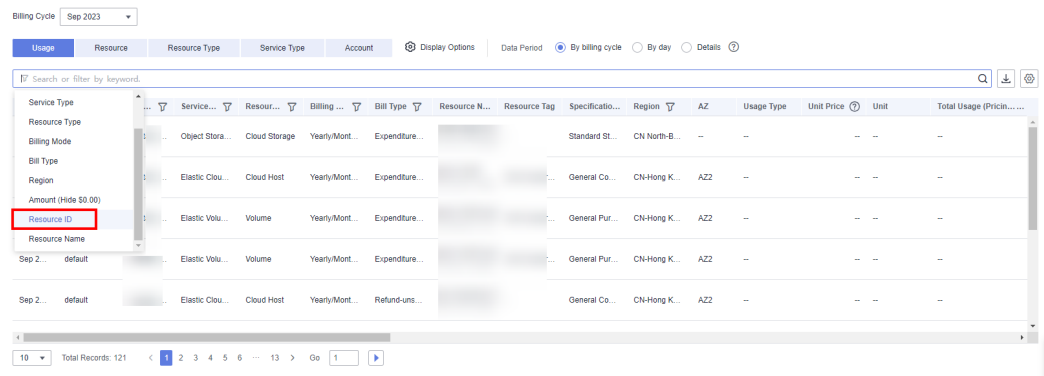 Billing Cycle Sep 2023
Usage Resource Resource Type Service Type Account Display Options Data Period By billing cycle By day Details
Search or filter by keyword.
... Service... Resour... Billing ... Bill Type Resource N... Resource Tag Specificatio... Region AZ Usage Type Unit Price Unit Total Usage (Pricin... ...
Service Type
Resource Type
Billing Mode
Bill Type
Region
Amount (Hide $0.00)
Resource ID
Resource Name
Object Stora... Cloud Storage Yearly/Mont... Expenditure... Standard St... CN North-B... -- -- -- -- --
Elastic Clou... Cloud Host Yearly/Mont... Expenditure... General Co... CN-Hong K... AZ2 -- -- -- --
Elastic Volu... Volume Yearly/Mont... Expenditure... General Pur... CN-Hong K... AZ2 -- -- -- --
Sep 2... default Elastic Volu... Volume Yearly/Mont... Expenditure... General Pur... CN-Hong K... AZ2 -- -- -- --
Sep 2... default Elastic Clou... Cloud Host Yearly/Mont... Refund-uns... General Co... CN-Hong K... AZ2 -- -- -- --
10 Total Records: 121 < 1 2 3 4 5 6 ... 13 > Go 1